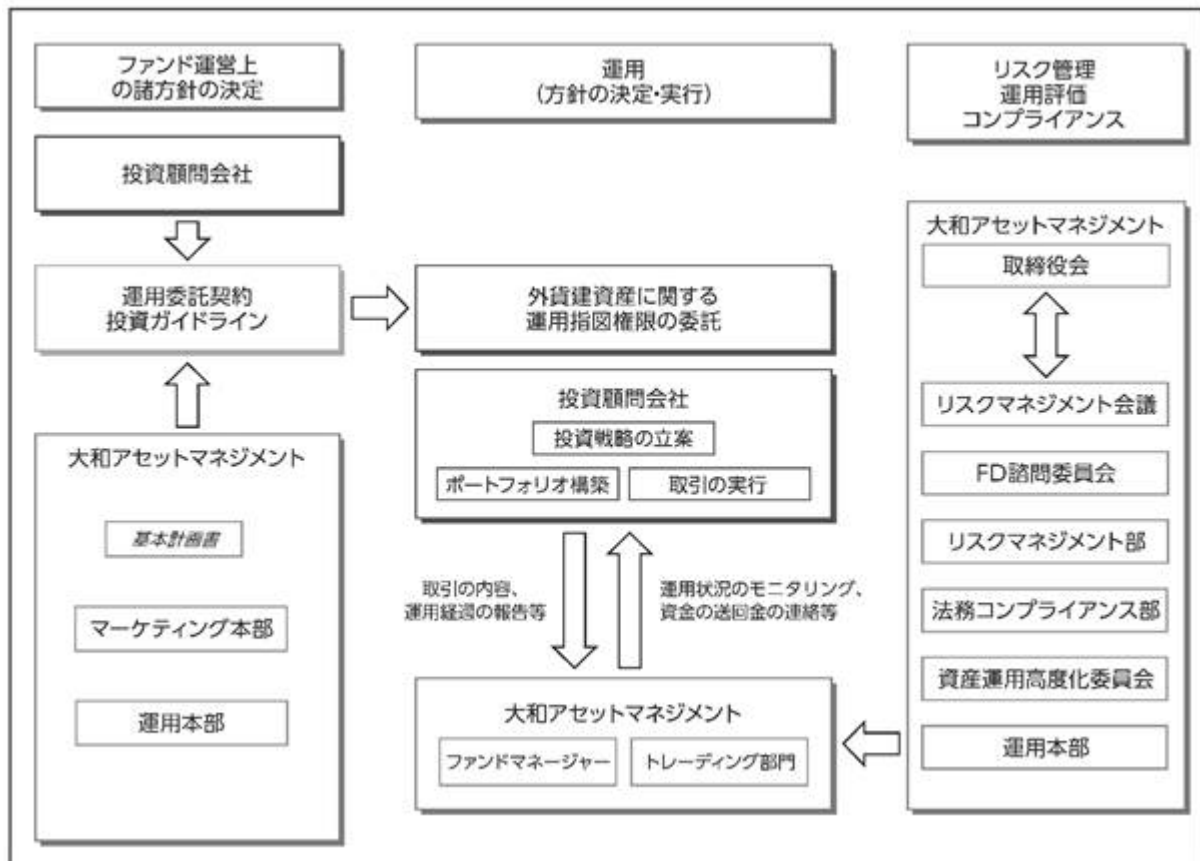 ファンド運営上
の諸方針の決定
運用
(方針の決定・実行)
リスク管理
運用評価
コンプライアンス
投資顧問会社
運用委託契約
投資ガイドライン
外貨建資産に関する
運用指図権限の委託
大和アセットマネジメント
基本計画書
マーケティング本部
運用本部
投資顧問会社
投資戦略の立案
ポートフォリオ構築
取引の実行
取引の内容、
運用経過の報告等
運用状況のモニタリング、
資金の送回金の連絡等
大和アセットマネジメント
ファンドマネージャー
トレーディング部門
大和アセットマネジメント
取締役会
リスクマネジメント会議
FD諮問委員会
リスクマネジメント部
法務コンプライアンス部
資産運用高度化委員会
運用本部